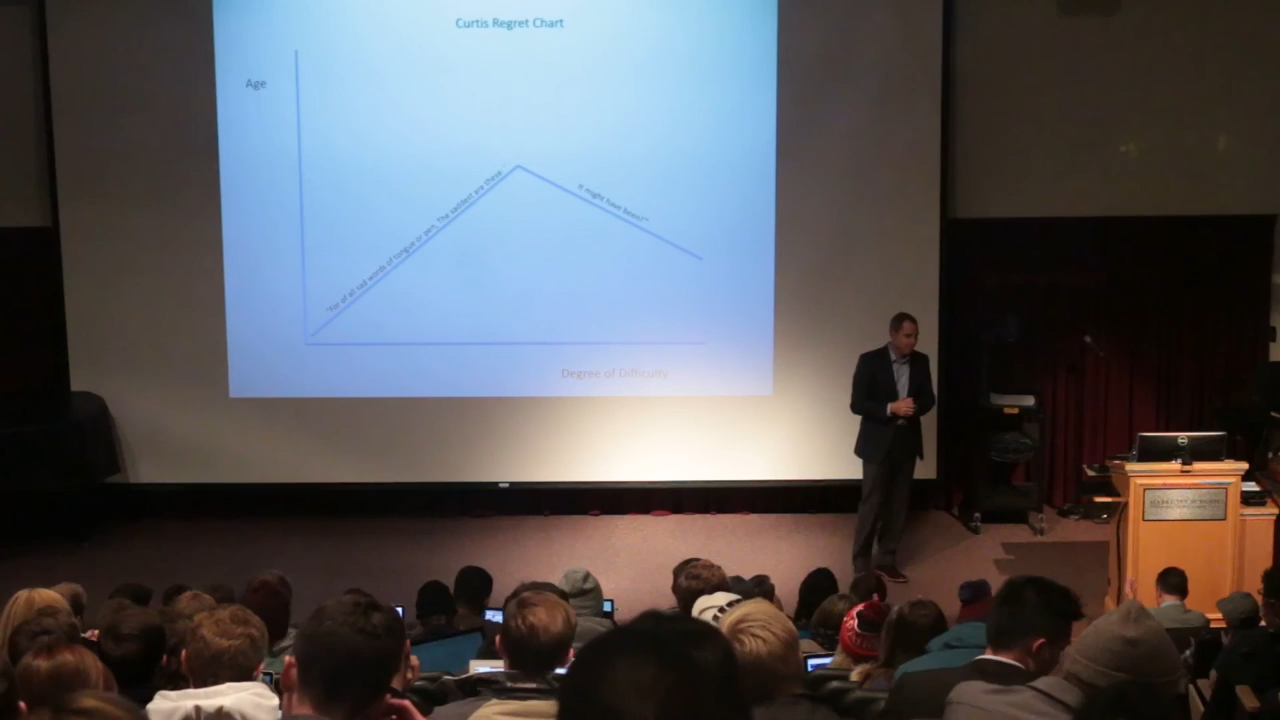 Curtis Regret Chart
Age
"For of all sad words of tongue or pen, The saddest are these
It might have been!"
Degree of Difficulty
DELL